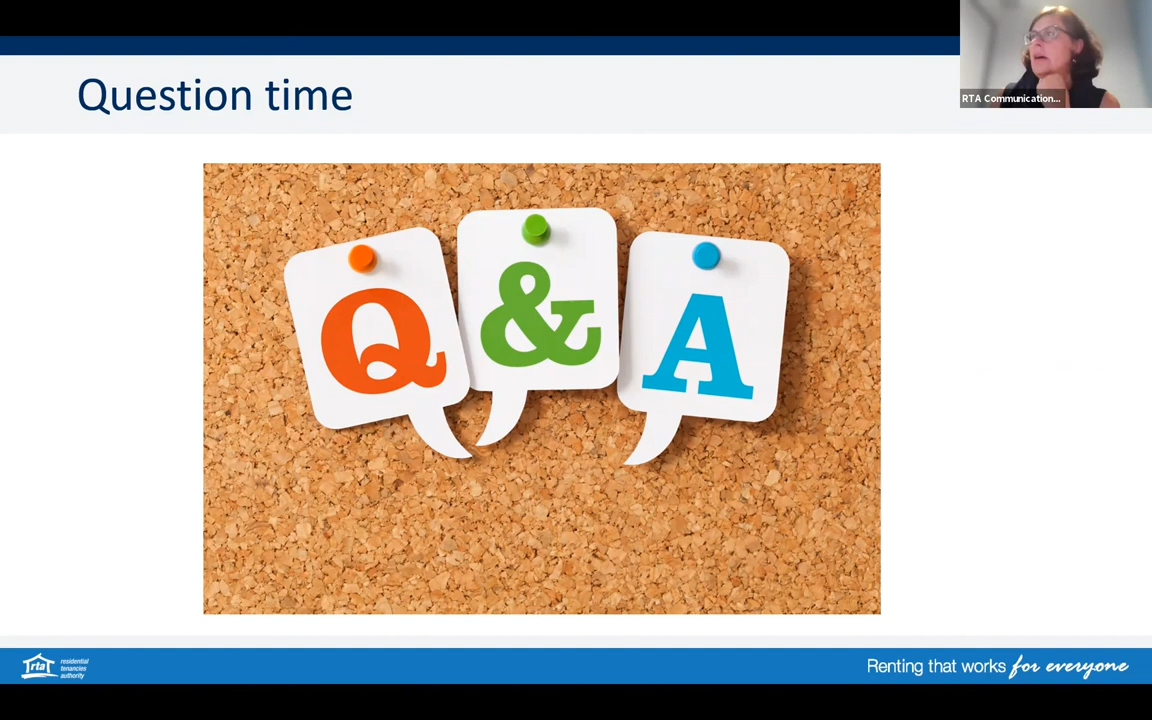 Question time
RTA Communication...
Q & A
rta
residential
tenancies
authority
Renting that works for everyone